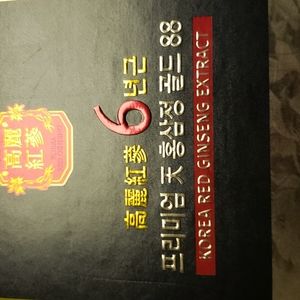 高麗
紅蔘
高麗紅蔘 6년근
프리미엄 天 홍삼정 골드 88
KOREA RED GINSENG EXTRACT